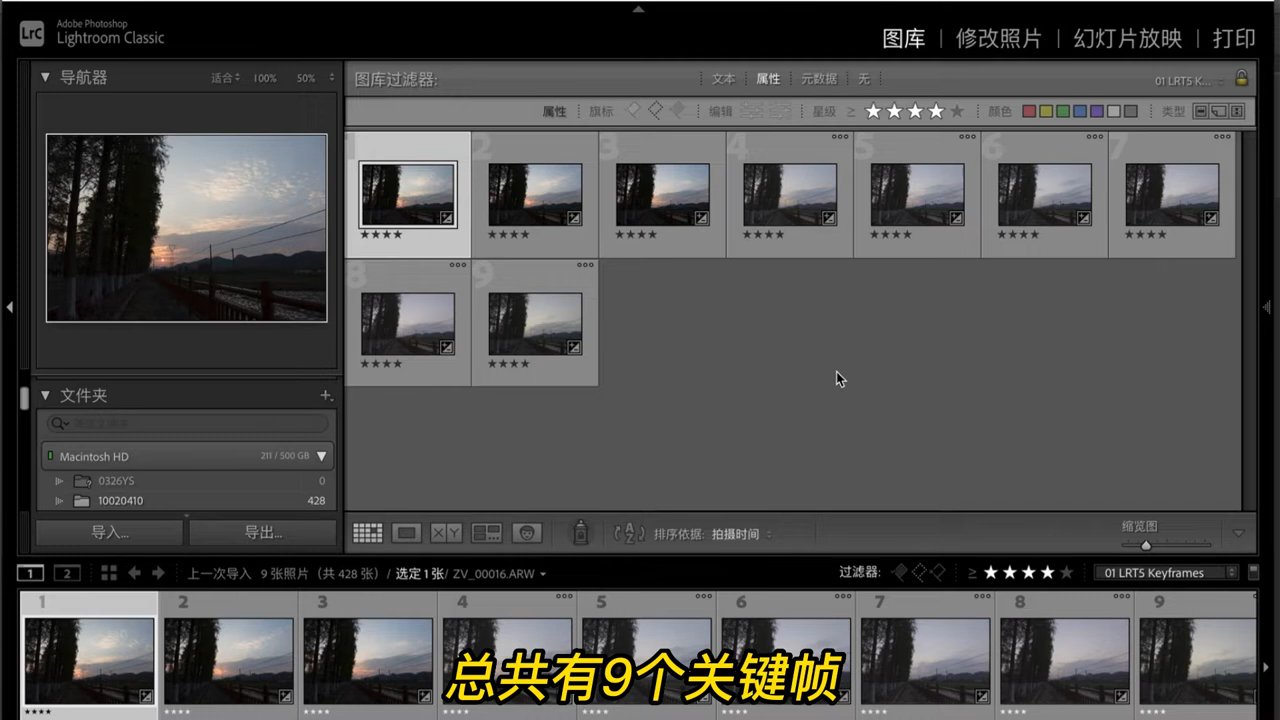 LrC
Adobe Photoshop
Lightroom Classic
图库 | 修改照片 | 幻灯片放映 | 打印
导航器 适合 100% 50%
图库过滤器: 文本 属性 元数据 无 01 LRT5 K...
属性 旗标 编辑 星级 ≥ ★★★★★ 颜色 类型
1 2 3 4 5 6 7
★★★★ ★★★★ ★★★★ ★★★★ ★★★★ ★★★★ ★★★★
8 9
★★★★ ★★★★
文件夹
Macintosh HD 211 / 500 GB
0326YS 0
10020410 428
导入... 导出...
X Y
排序依据: 拍摄时间
缩览图
1 2 上一次导入 9 张照片（共 428 张）/ 选定 1 张/ ZV_00016.ARW
过滤器: ≥ ★★★★★ 01 LRT5 Keyframes
1 2 3 4 5 6 7 8 9
总共有9个关键帧